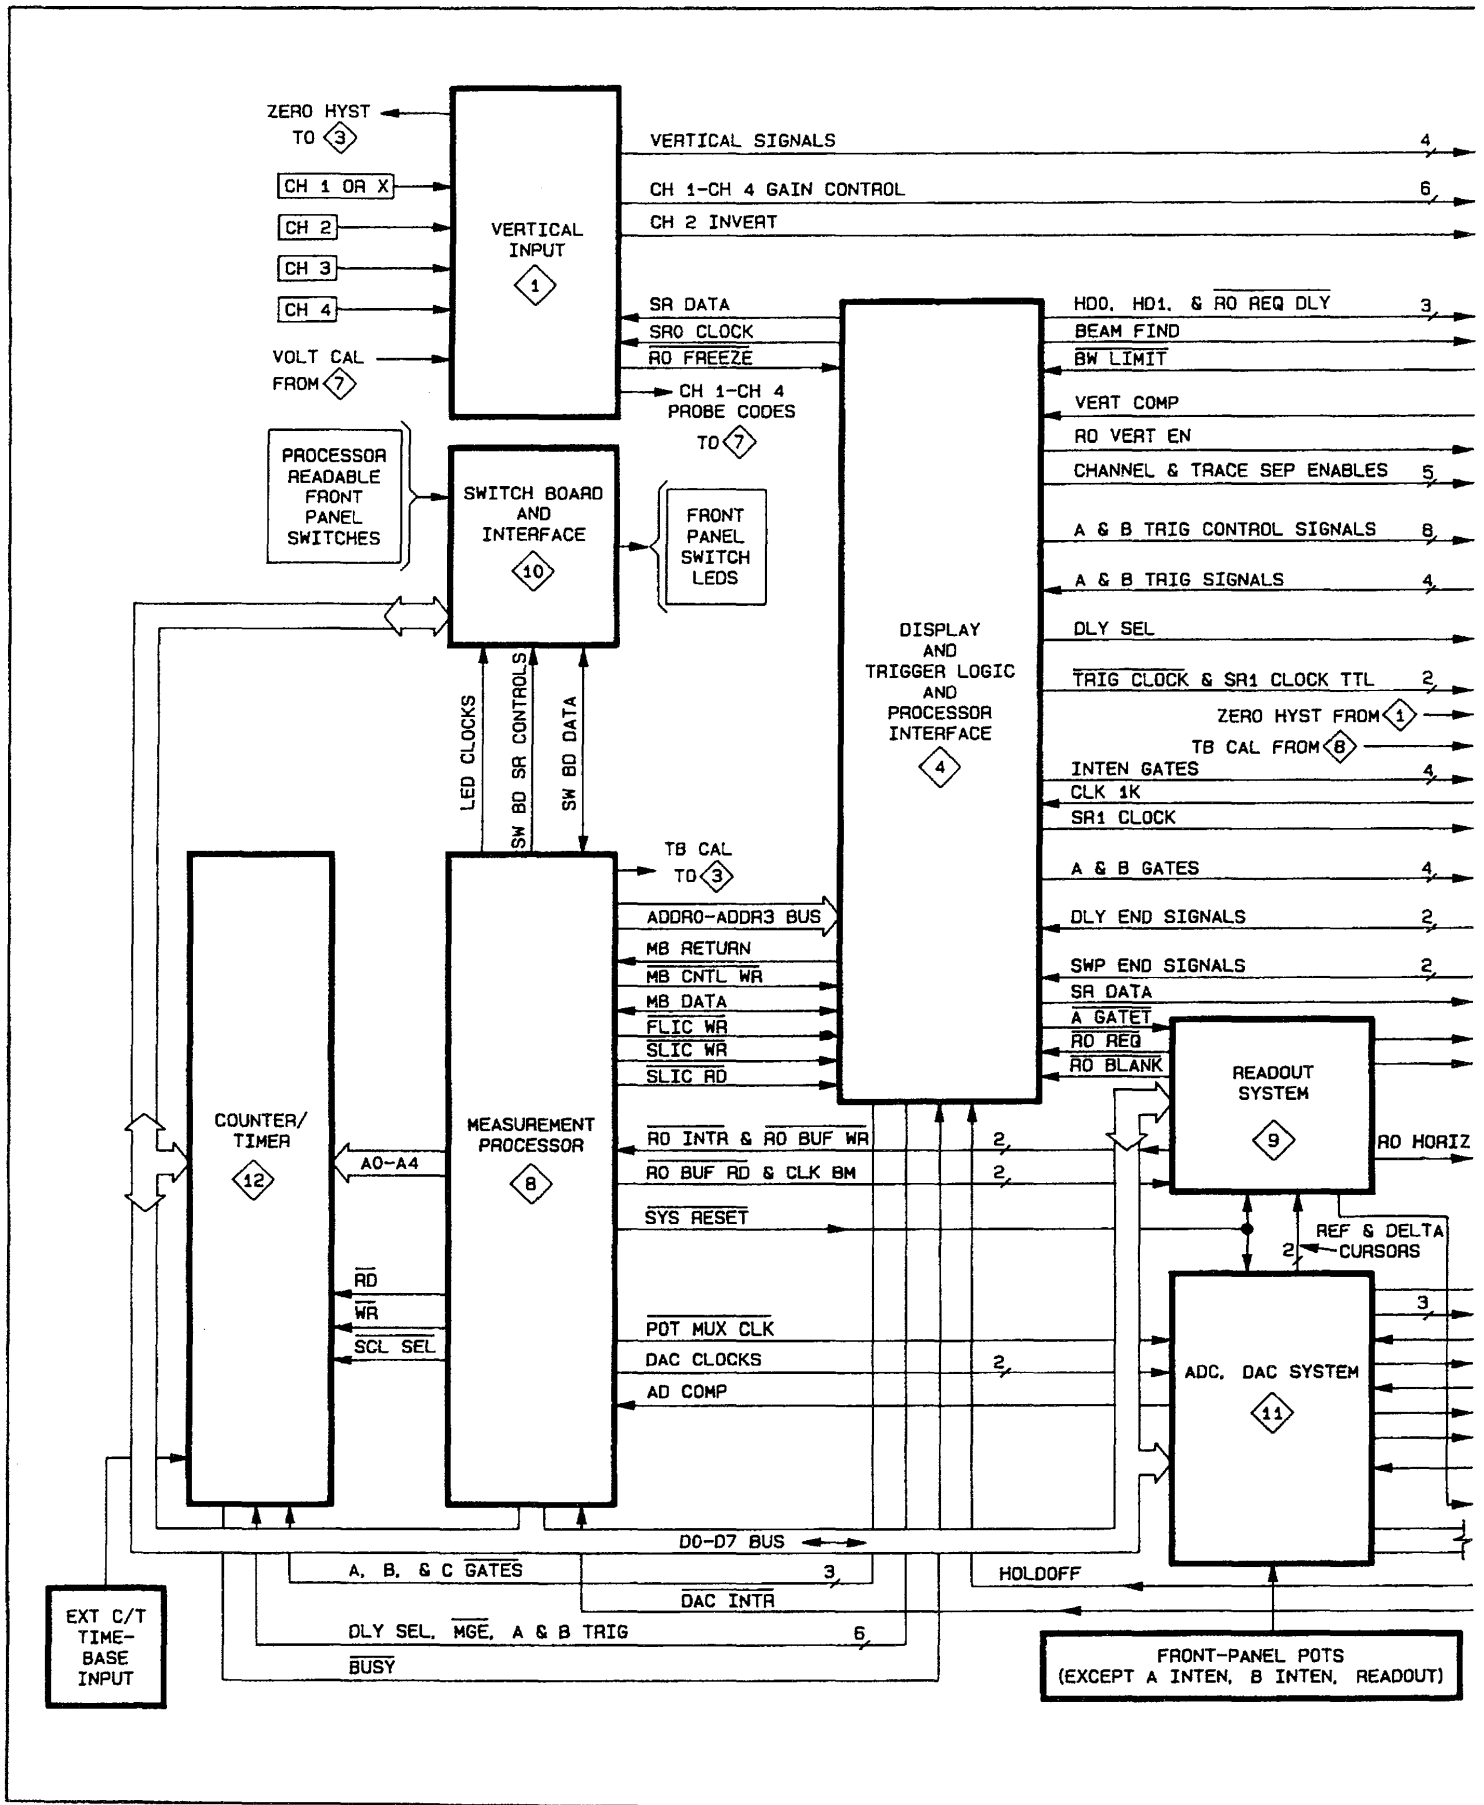 ZERO HYST
TO 3
CH 1 OR X
CH 2
CH 3
CH 4
VOLT CAL
FROM 7
VERTICAL
INPUT
1
VERTICAL SIGNALS
4
CH 1-CH 4 GAIN CONTROL
6
CH 2 INVERT
SR DATA
SR0 CLOCK
RO FREEZE
CH 1-CH 4
PROBE CODES
TO 7
PROCESSOR
READABLE
FRONT
PANEL
SWITCHES
SWITCH BOARD
AND
INTERFACE
10
FRONT
PANEL
SWITCH
LEDS
LED CLOCKS
SW BD SR CONTROLS
SW BD DATA
DISPLAY
AND
TRIGGER LOGIC
AND
PROCESSOR
INTERFACE
4
HD0, HD1, & RO REQ DLY
3
BEAM FIND
BW LIMIT
VERT COMP
RO VERT EN
CHANNEL & TRACE SEP ENABLES
5
A & B TRIG CONTROL SIGNALS
A & B TRIG SIGNALS
4
DLY SEL
TRIG CLOCK & SR1 CLOCK TTL
2
ZERO HYST FROM 1
TB CAL FROM 8
INTEN GATES
4
CLK 1K
SR1 CLOCK
A & B GATES
4
DLY END SIGNALS
2
SWP END SIGNALS
2
SR DATA
A GATET
RO REQ
RO BLANK
TB CAL
TO 3
ADDR0-ADDR3 BUS
MB RETURN
MB CNTL WR
MB DATA
FLIC WR
SLIC WR
SLIC RD
COUNTER/
TIMER
12
A0-A4
MEASUREMENT
PROCESSOR
8
RO INTR & RO BUF WR
2
RO BUF RD & CLK BM
2
SYS RESET
READOUT
SYSTEM
9
RO HORIZ
REF & DELTA
CURSORS
2
RD
WR
SCL SEL
POT MUX CLK
DAC CLOCKS
2
AD COMP
ADC, DAC SYSTEM
11
3
D0-D7 BUS
A, B, & C GATES
3
HOLDOFF
DAC INTR
DLY SEL, MGE, A & B TRIG
6
BUSY
EXT C/T
TIME-
BASE
INPUT
FRONT-PANEL POTS
(EXCEPT A INTEN, B INTEN, READOUT)